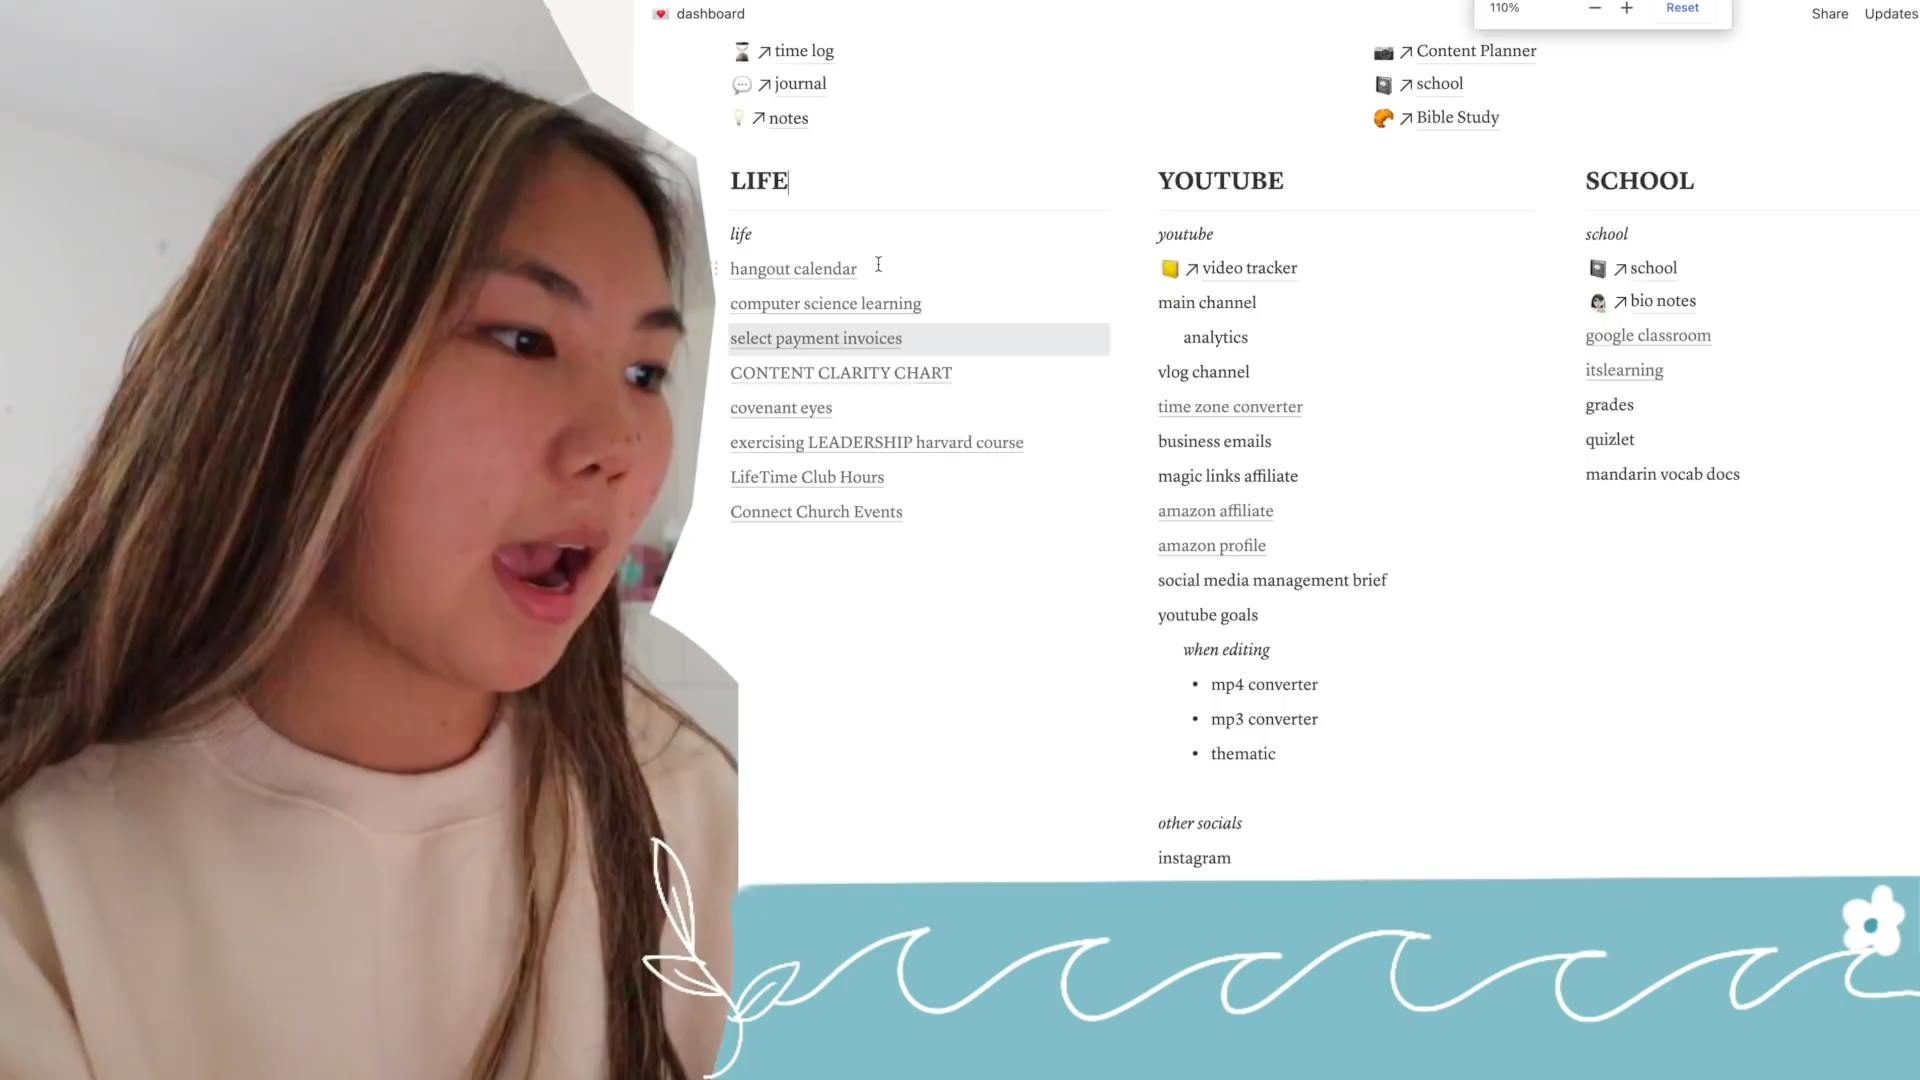 dashboard
110%
Reset
Share
Updates
time log
journal
notes
Content Planner
school
Bible Study
LIFE
life
hangout calendar
computer science learning
select payment invoices
CONTENT CLARITY CHART
covenant eyes
exercising LEADERSHIP harvard course
LifeTime Club Hours
Connect Church Events
YOUTUBE
youtube
video tracker
main channel
analytics
vlog channel
time zone converter
business emails
magic links affiliate
amazon affiliate
amazon profile
social media management brief
youtube goals
when editing
• mp4 converter
• mp3 converter
• thematic
other socials
instagram
SCHOOL
school
school
bio notes
google classroom
itslearning
grades
quizlet
mandarin vocab docs